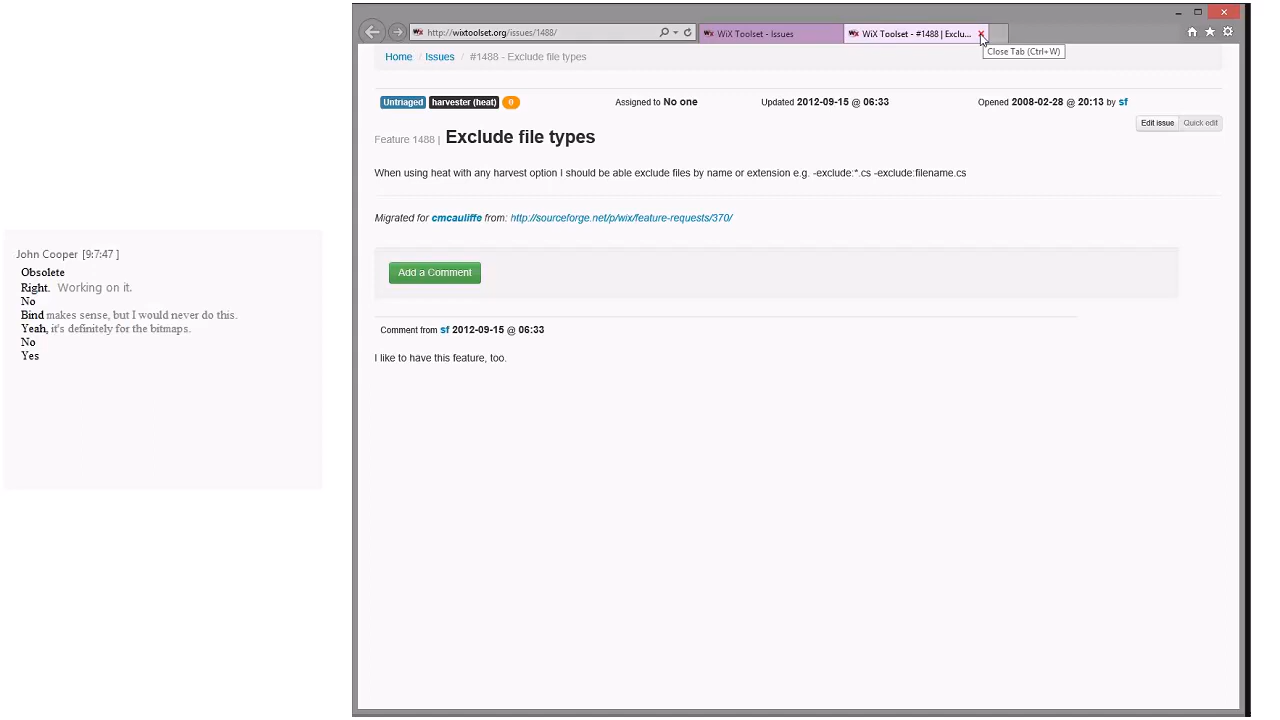 http://wixtoolset.org/issues/1488/
WiX Toolset - Issues
WiX Toolset - #1488 | Exclu...
Close Tab (Ctrl+W)
Home / Issues / #1488 - Exclude file types
Untriaged harvester (heat) 0 Assigned to No one Updated 2012-09-15 @ 06:33 Opened 2008-02-28 @ 20:13 by sf
Edit issue Quick edit
Feature 1488 | Exclude file types
When using heat with any harvest option I should be able exclude files by name or extension e.g. -exclude:*.cs -exclude:filename.cs
Migrated for cmcauliffe from: http://sourceforge.net/p/wix/feature-requests/370/
Add a Comment
Comment from sf 2012-09-15 @ 06:33
I like to have this feature, too.
John Cooper [9:7:47 ]
Obsolete
Right. Working on it.
No
Bind makes sense, but I would never do this.
Yeah, it's definitely for the bitmaps.
No
Yes